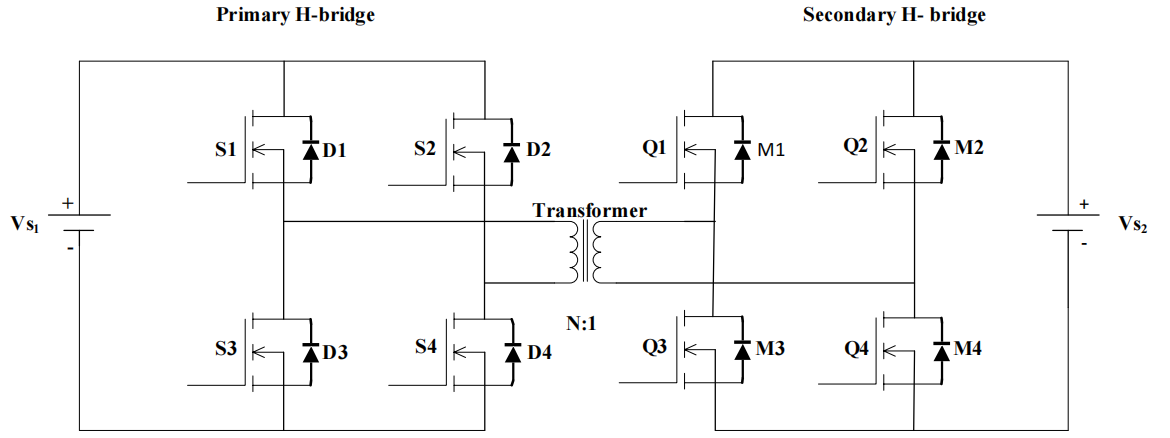 Primary H-bridge
Secondary H- bridge
S1
D1
S2
D2
Q1
M1
Q2
M2
+
Vs₁
-
Transformer
+
Vs₂
-
N:1
S3
D3
S4
D4
Q3
M3
Q4
M4